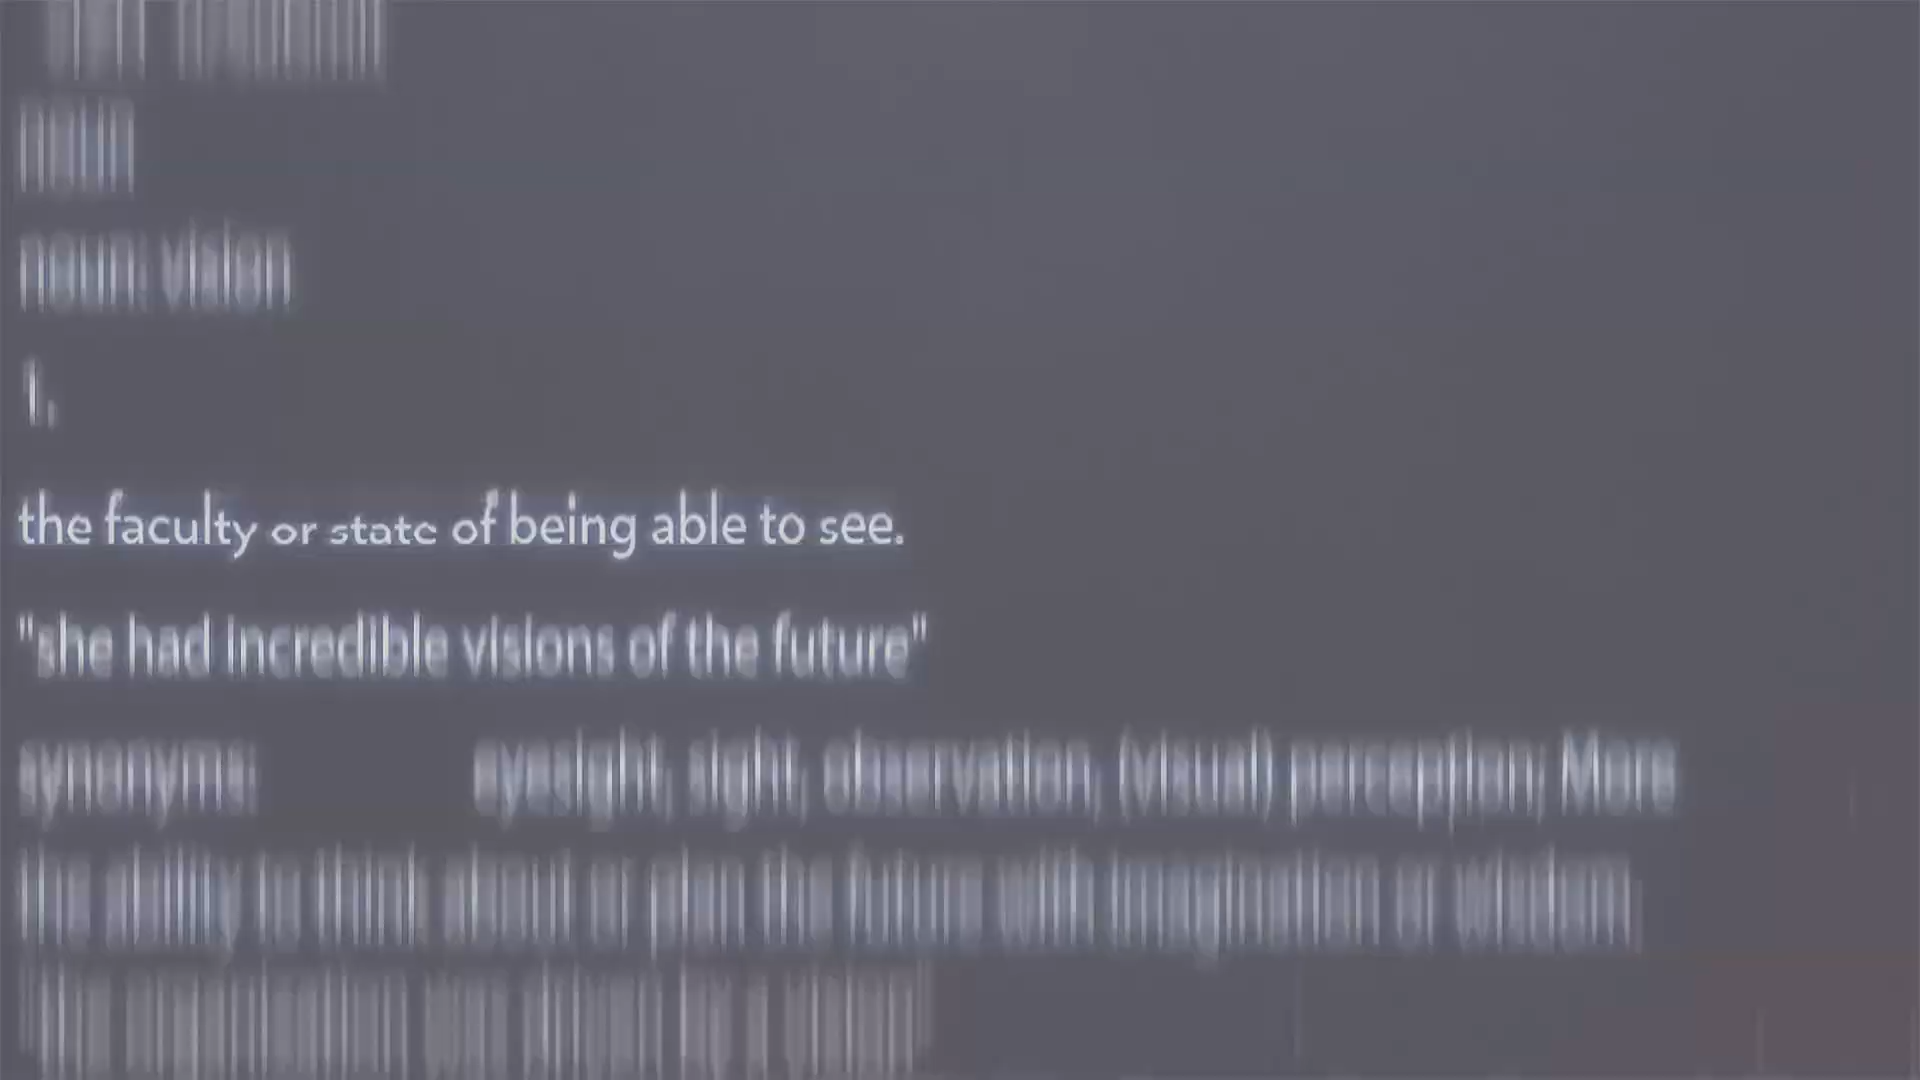 noun
noun: vision
1.
the faculty or state of being able to see.
"she had incredible visions of the future"
synonyms: eyesight, sight, observation, (visual) perception; More
the ability to think about or plan the future with imagination or wisdom.